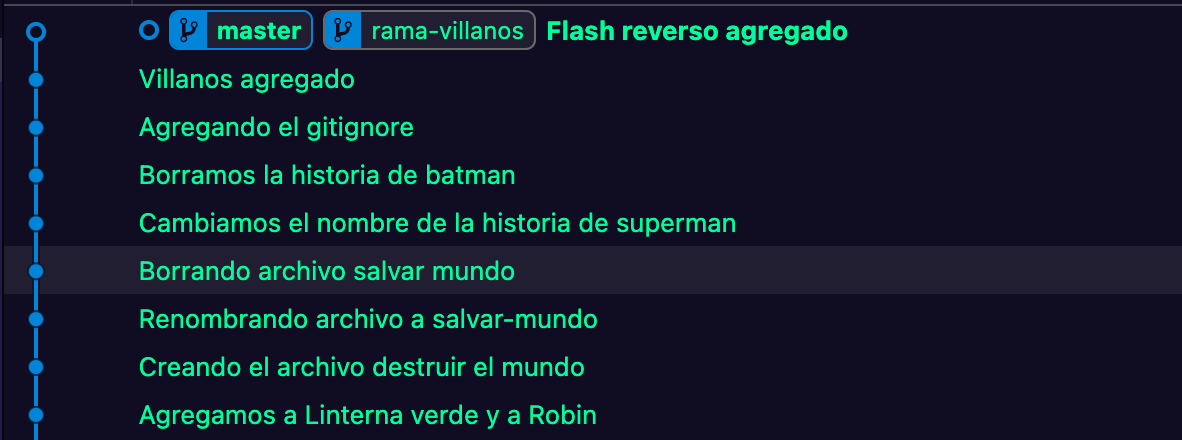 master rama-villanos Flash reverso agregado
Villanos agregado
Agregando el gitignore
Borramos la historia de batman
Cambiamos el nombre de la historia de superman
Borrando archivo salvar mundo
Renombrando archivo a salvar-mundo
Creando el archivo destruir el mundo
Agregamos a Linterna verde y a Robin